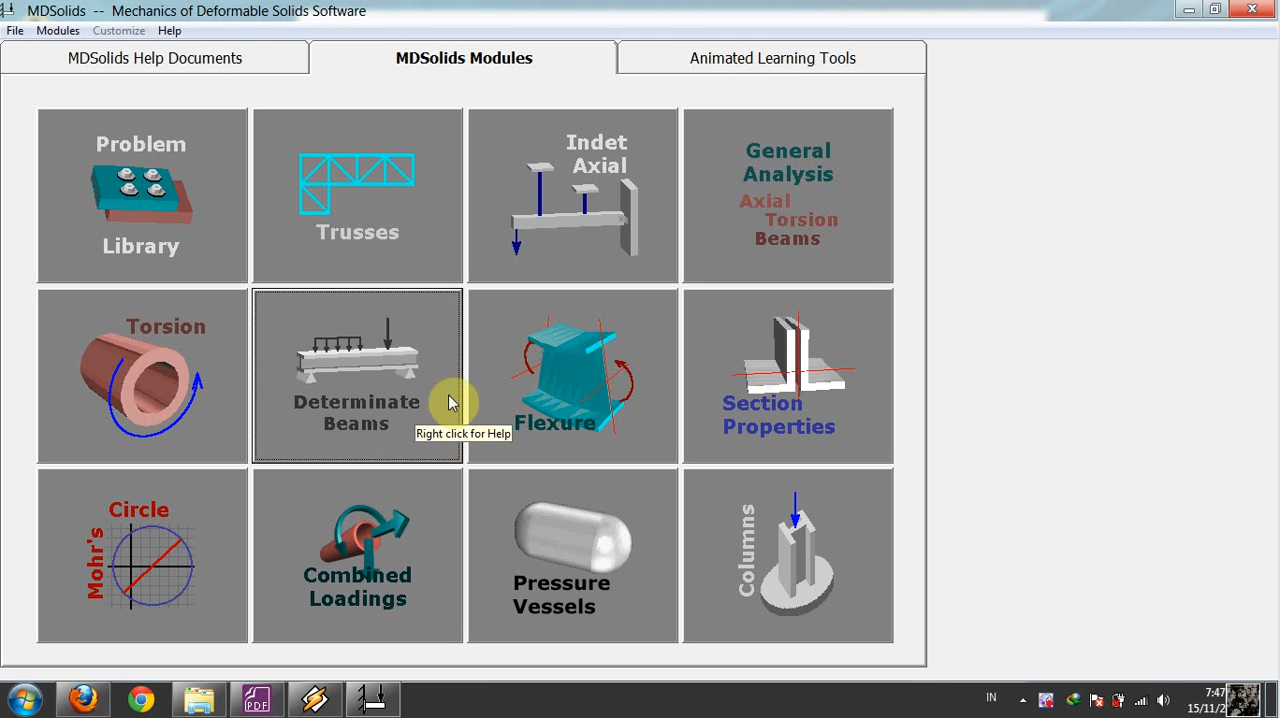 MDSolids -- Mechanics of Deformable Solids Software
File Modules Customize Help
MDSolids Help Documents
MDSolids Modules
Animated Learning Tools
Problem
Library
Trusses
Indet
Axial
General
Analysis
Axial
Torsion
Beams
Torsion
Determinate
Beams
Right click for Help
Flexure
Section
Properties
Circle
Mohr's
Combined
Loadings
Pressure
Vessels
Columns
PDF
IN
7:47
15/11/2